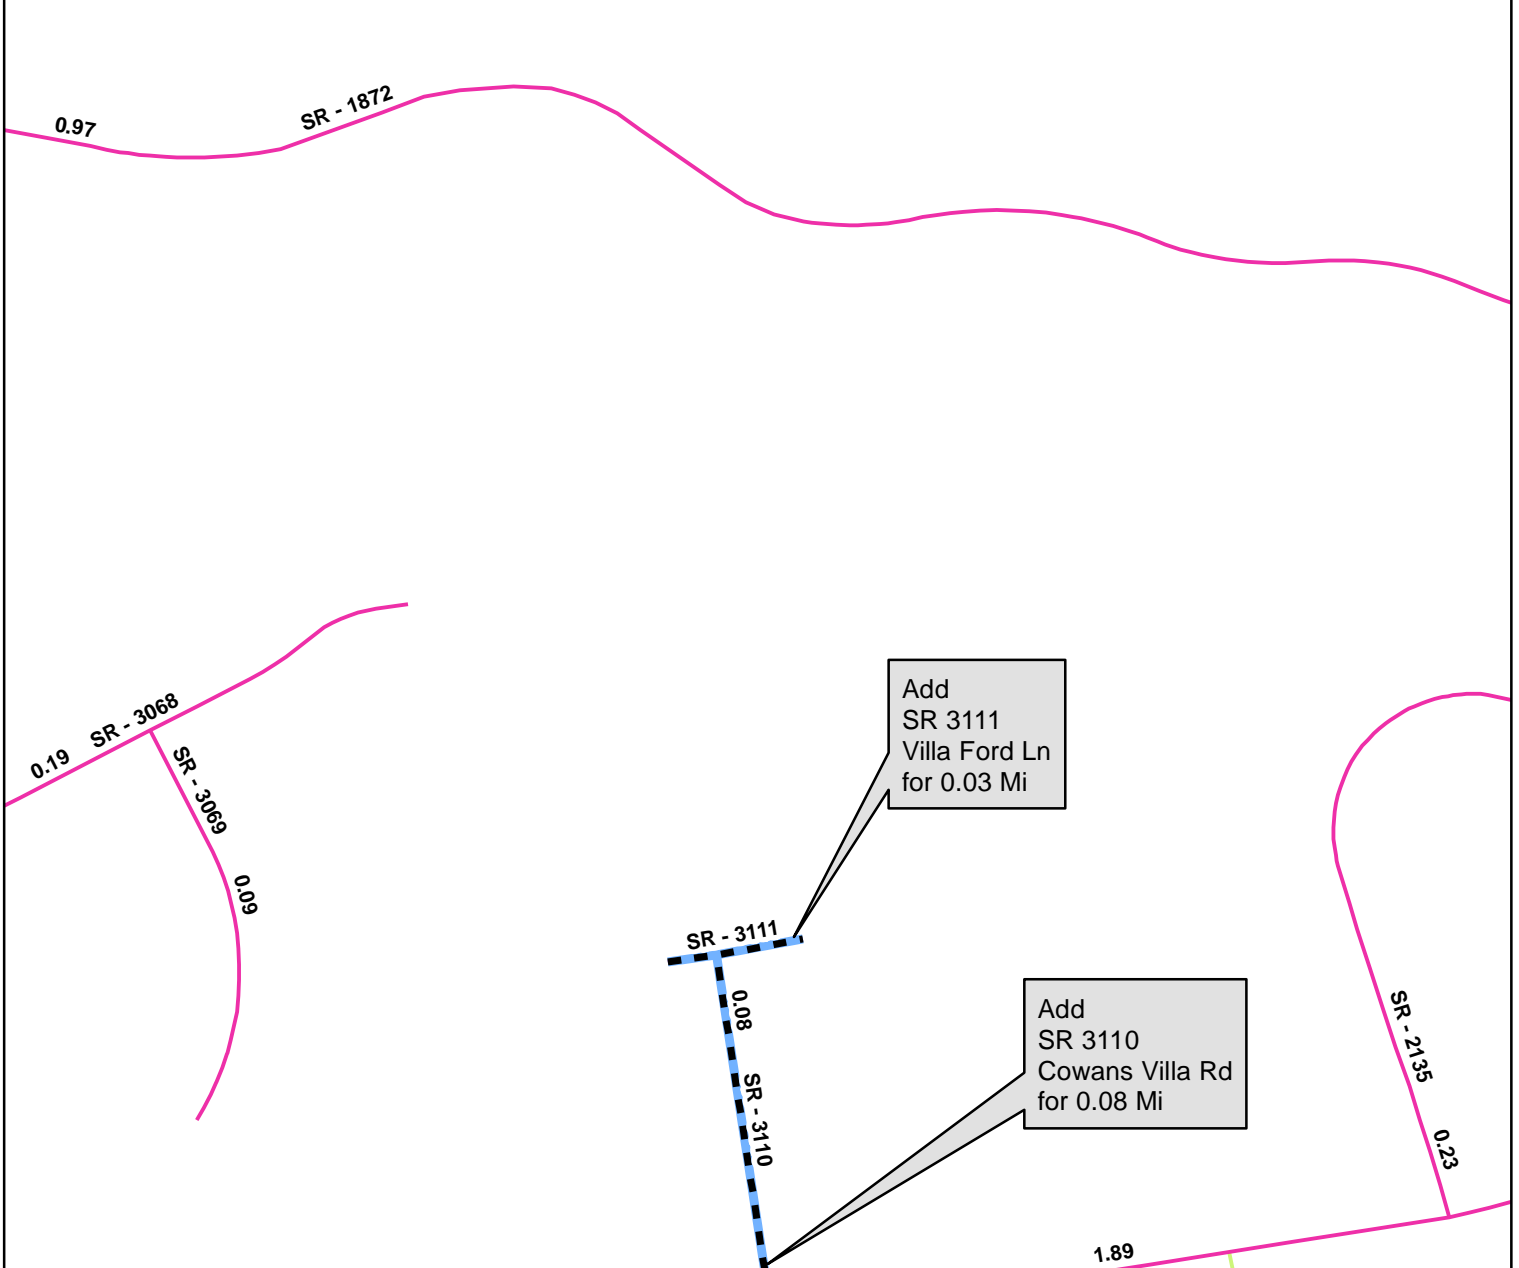 0.97
SR - 1872
SR - 3068
0.19
SR - 3069
0.09
Add
SR 3111
Villa Ford Ln
for 0.03 Mi
SR - 3111
0.08
SR - 3110
Add
SR 3110
Cowans Villa Rd
for 0.08 Mi
SR - 2135
0.23
1.89